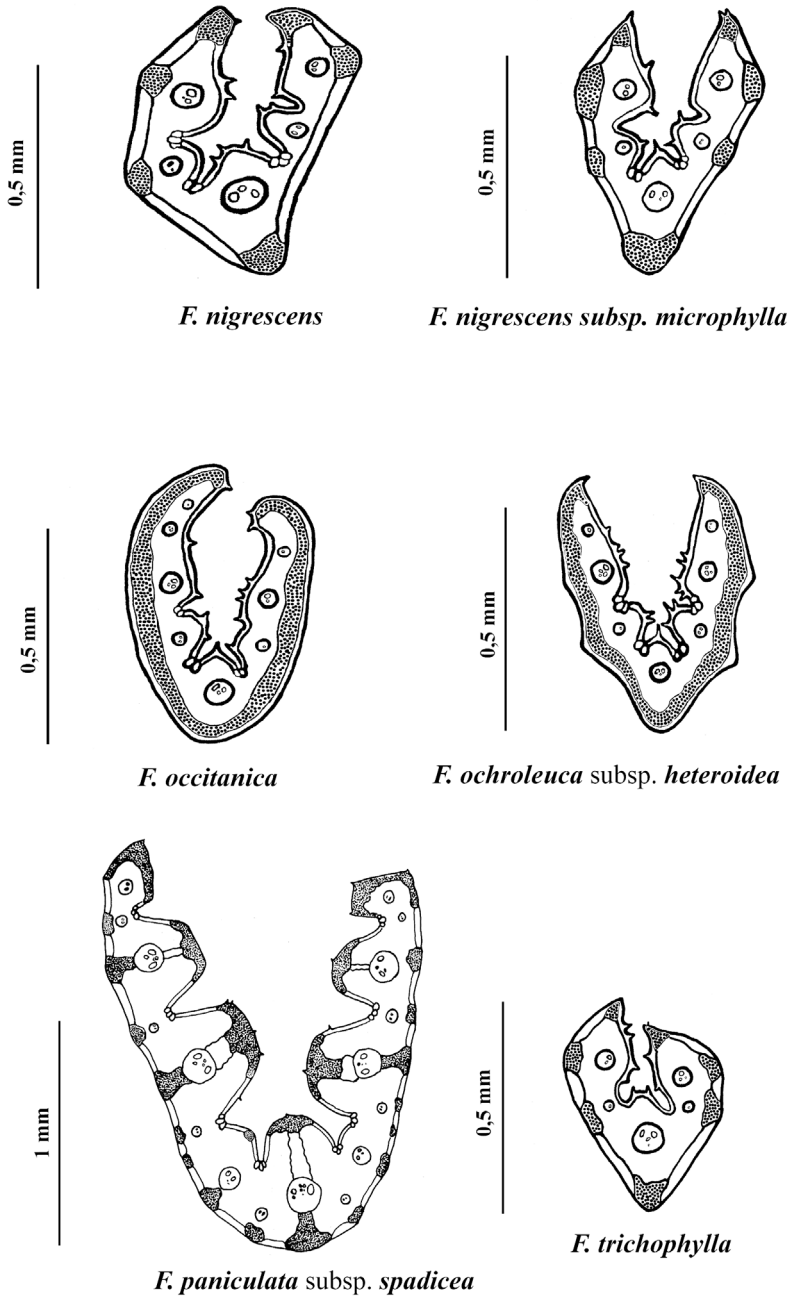 0,5 mm
0,5 mm
F. nigrescens
F. nigrescens subsp. microphylla
0,5 mm
0,5 mm
F. occitanica
F. ochroleuca subsp. heteroidea
1 mm
0,5 mm
F. trichophylla
F. paniculata subsp. spadicea